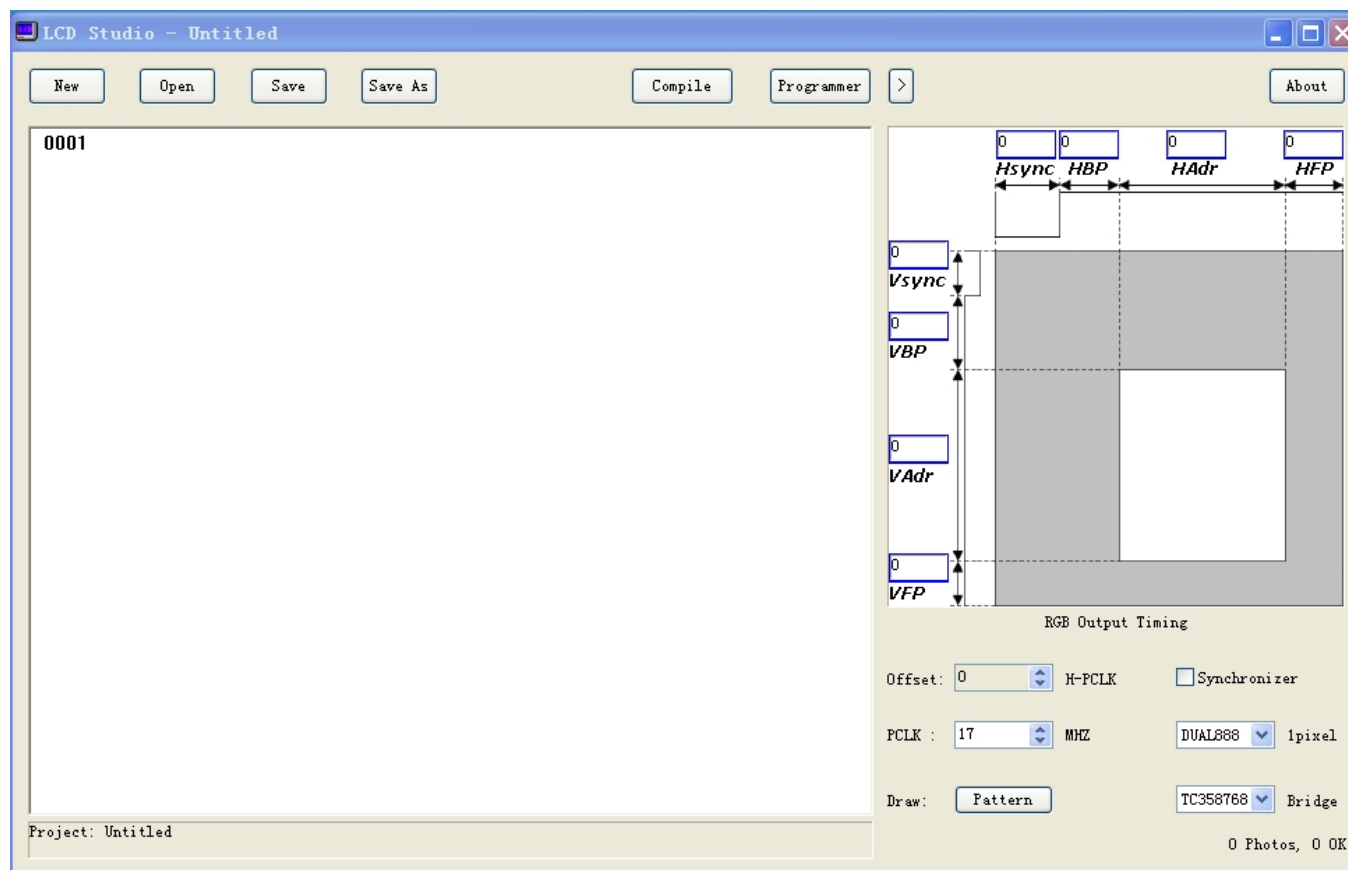 LCD Studio - Untitled
New Open Save Save As Compile Programmer > About
0001
0 0 0 0
Hsync HBP HAdr HFP
0
Vsync
0
VBP
0
VAdr
0
VFP
RGB Output Timing
Offset: 0 H-PCLK Synchronizer
PCLK : 17 MHZ DUAL888 1pixel
Draw: Pattern TC358768 Bridge
Project: Untitled
0 Photos, 0 OK